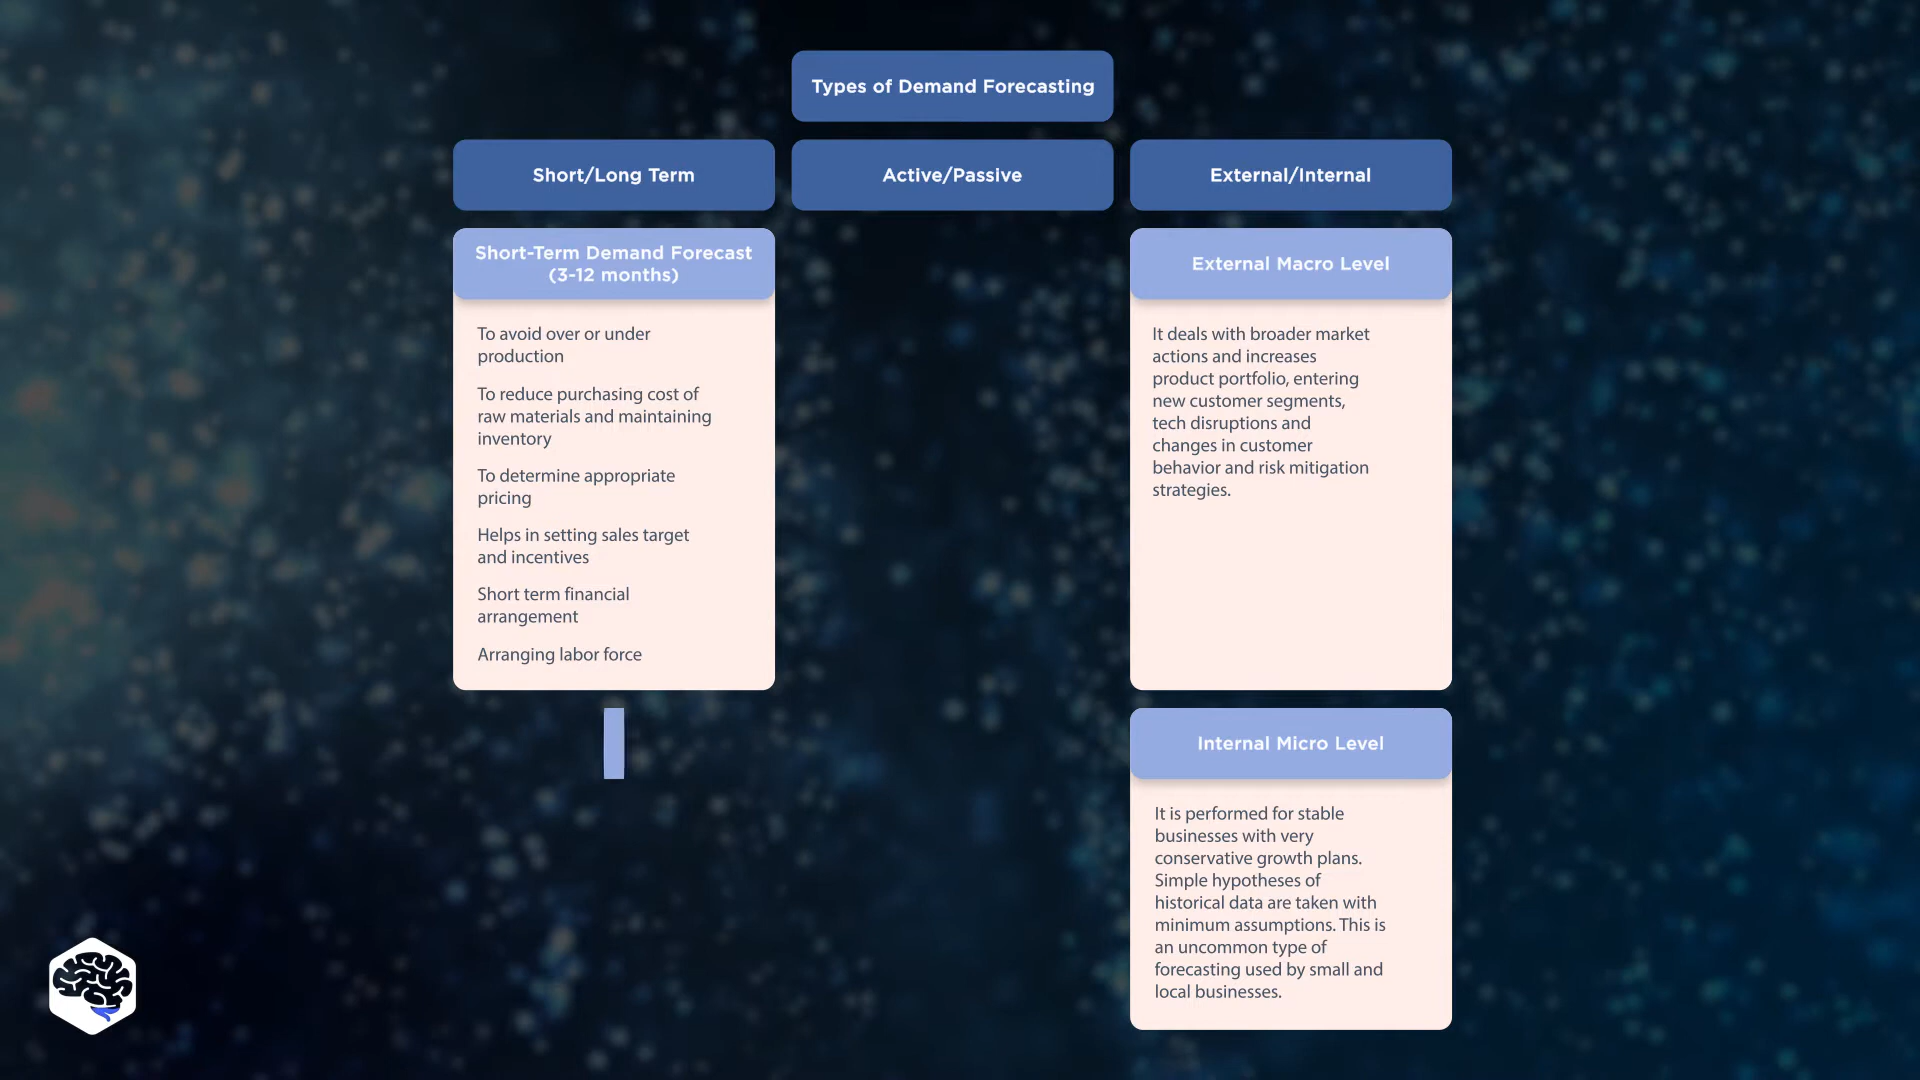 Types of Demand Forecasting
Short/Long Term
Active/Passive
External/Internal
Short-Term Demand Forecast
(3-12 months)
To avoid over or under
production
To reduce purchasing cost of
raw materials and maintaining
inventory
To determine appropriate
pricing
Helps in setting sales target
and incentives
Short term financial
arrangement
Arranging labor force
External Macro Level
It deals with broader market
actions and increases
product portfolio, entering
new customer segments,
tech disruptions and
changes in customer
behavior and risk mitigation
strategies.
Internal Micro Level
It is performed for stable
businesses with very
conservative growth plans.
Simple hypotheses of
historical data are taken with
minimum assumptions. This is
an uncommon type of
forecasting used by small and
local businesses.